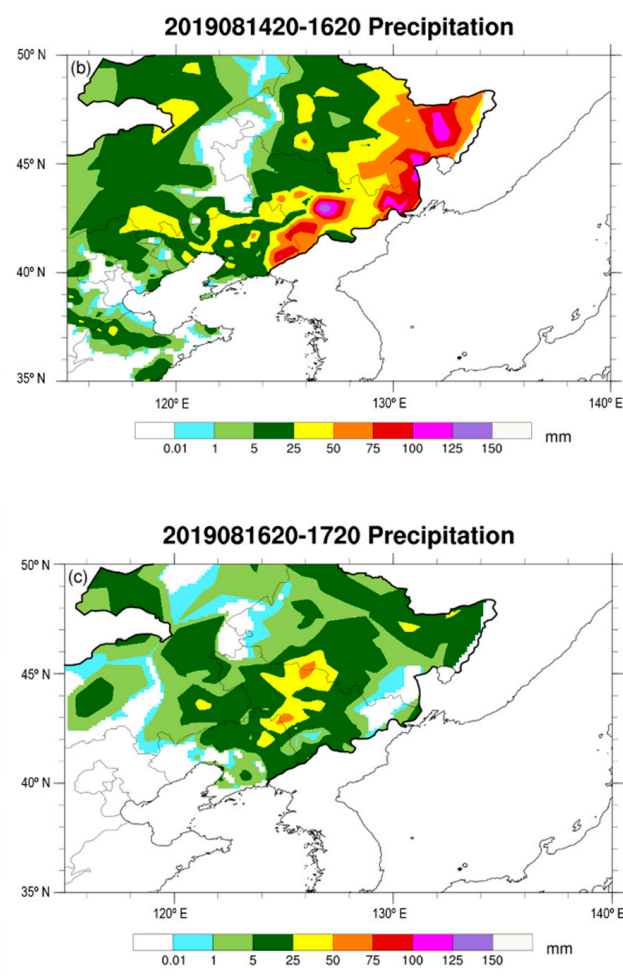 2019081420-1620 Precipitation
(b)
50° N
45° N
40° N
35° N
120° E 130° E 140° E
0.01 1 5 25 50 75 100 125 150 mm
2019081620-1720 Precipitation
(c)
50° N
45° N
40° N
35° N
120° E 130° E 140° E
0.01 1 5 25 50 75 100 125 150 mm